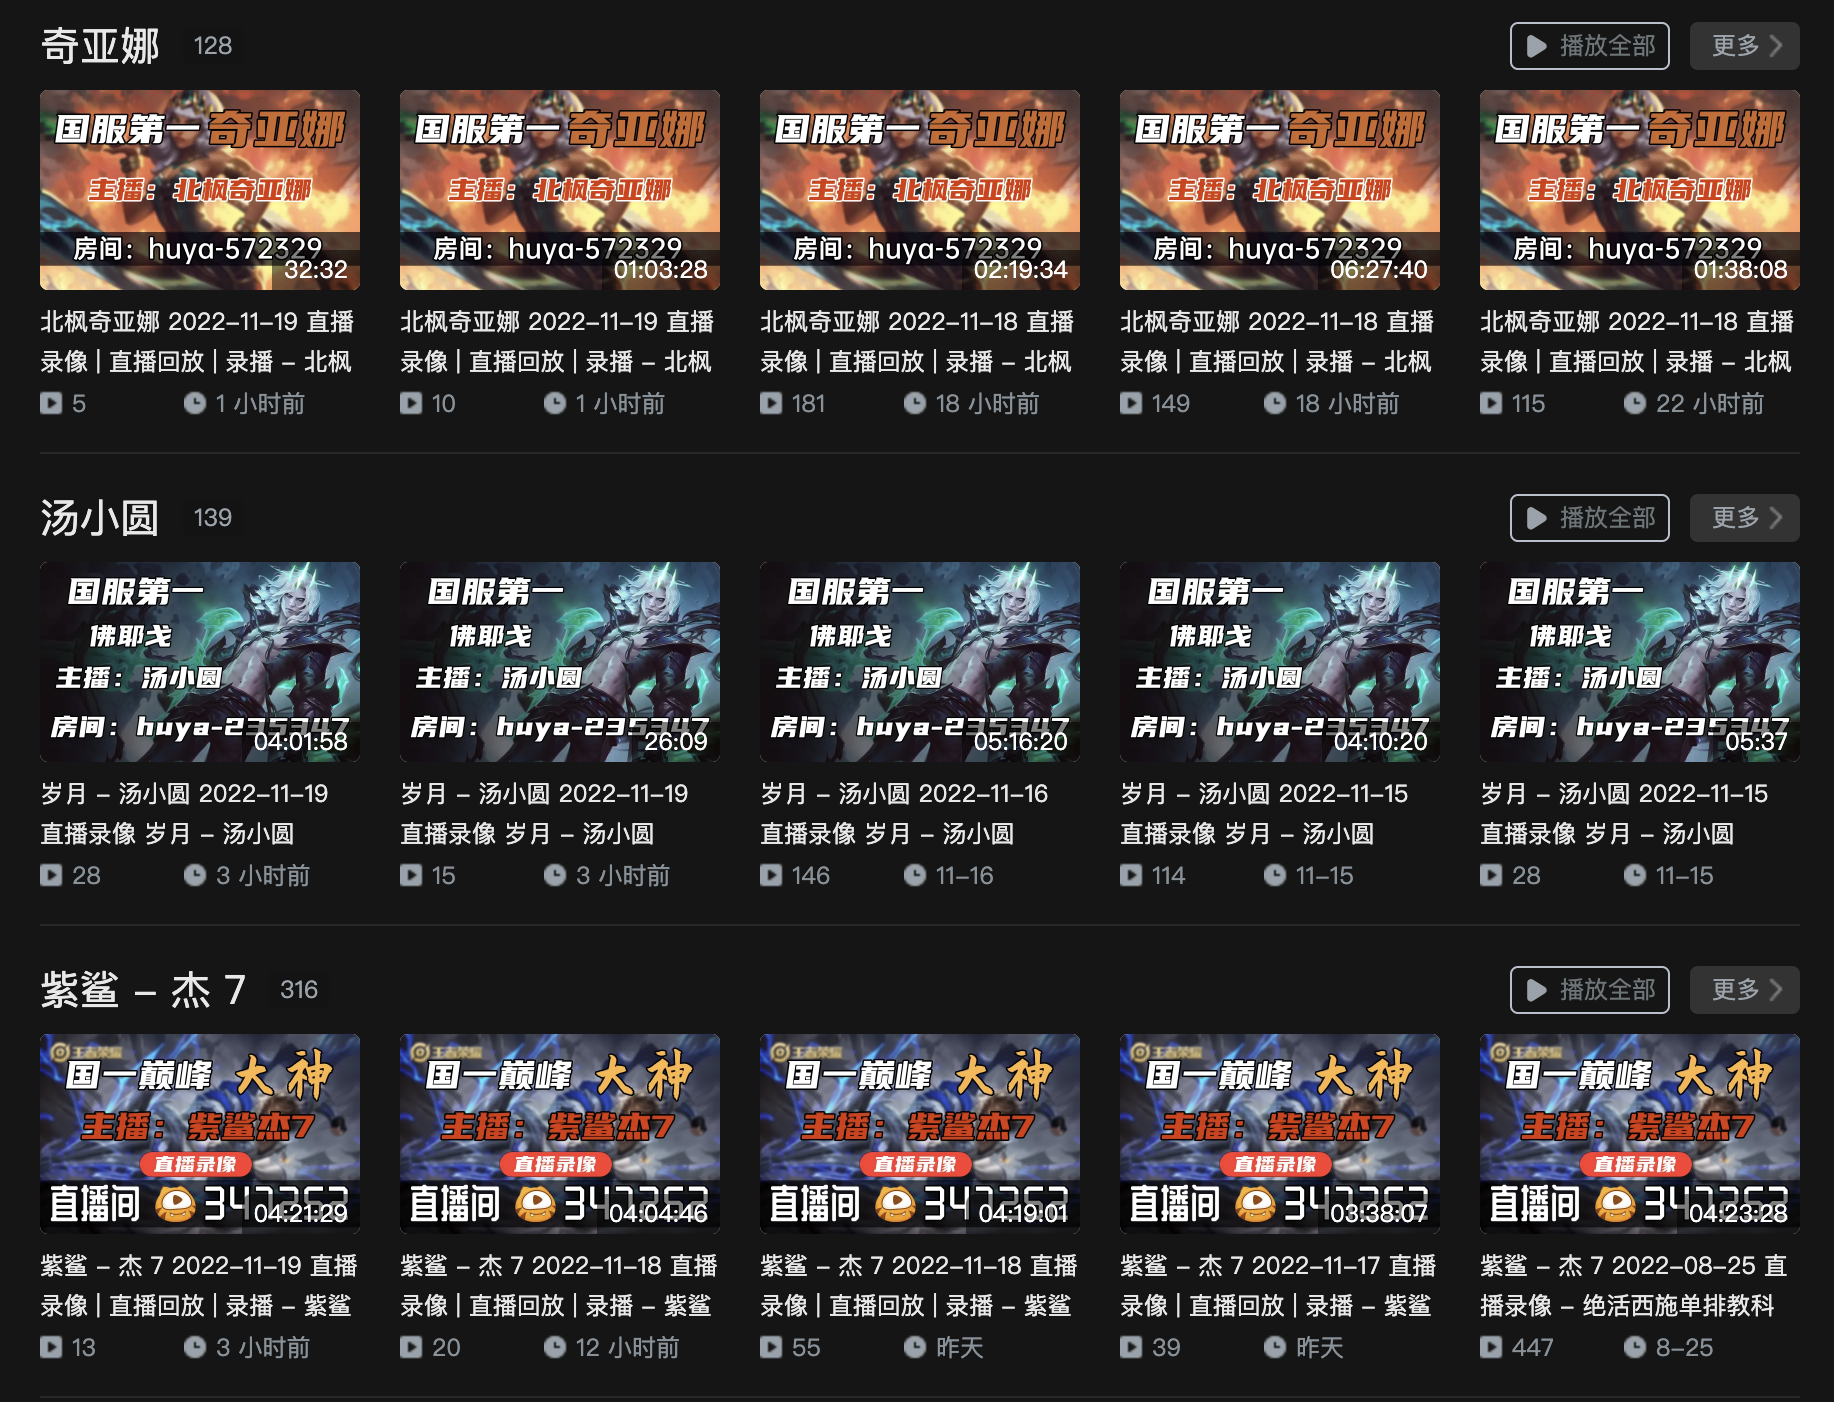 奇亚娜 128 播放全部 更多
国服第一 奇亚娜
主播：北枫奇亚娜
房间：huya-572329
32:32
国服第一 奇亚娜
主播：北枫奇亚娜
房间：huya-572329
01:03:28
国服第一 奇亚娜
主播：北枫奇亚娜
房间：huya-572329
02:19:34
国服第一 奇亚娜
主播：北枫奇亚娜
房间：huya-572329
06:27:40
国服第一 奇亚娜
主播：北枫奇亚娜
房间：huya-572329
01:38:08
北枫奇亚娜 2022-11-19 直播
录像 | 直播回放 | 录播 - 北枫
5 1 小时前
北枫奇亚娜 2022-11-19 直播
录像 | 直播回放 | 录播 - 北枫
10 1 小时前
北枫奇亚娜 2022-11-18 直播
录像 | 直播回放 | 录播 - 北枫
181 18 小时前
北枫奇亚娜 2022-11-18 直播
录像 | 直播回放 | 录播 - 北枫
149 18 小时前
北枫奇亚娜 2022-11-18 直播
录像 | 直播回放 | 录播 - 北枫
115 22 小时前
汤小圆 139 播放全部 更多
国服第一
佛耶戈
主播：汤小圆
房间：huya-235347
04:01:58
国服第一
佛耶戈
主播：汤小圆
房间：huya-235347
26:09
国服第一
佛耶戈
主播：汤小圆
房间：huya-235347
05:16:20
国服第一
佛耶戈
主播：汤小圆
房间：huya-235347
04:10:20
国服第一
佛耶戈
主播：汤小圆
房间：huya-235347
05:37
岁月 - 汤小圆 2022-11-19
直播录像 岁月 - 汤小圆
28 3 小时前
岁月 - 汤小圆 2022-11-19
直播录像 岁月 - 汤小圆
15 3 小时前
岁月 - 汤小圆 2022-11-16
直播录像 岁月 - 汤小圆
146 11-16
岁月 - 汤小圆 2022-11-15
直播录像 岁月 - 汤小圆
114 11-15
岁月 - 汤小圆 2022-11-15
直播录像 岁月 - 汤小圆
28 11-15
紫鲨 - 杰 7 316 播放全部 更多
王者荣耀
国一巅峰 大神
主播：紫鲨杰7
直播录像
直播间 347353
04:21:29
王者荣耀
国一巅峰 大神
主播：紫鲨杰7
直播录像
直播间 347353
04:04:46
王者荣耀
国一巅峰 大神
主播：紫鲨杰7
直播录像
直播间 347353
04:19:01
王者荣耀
国一巅峰 大神
主播：紫鲨杰7
直播录像
直播间 347353
03:38:07
王者荣耀
国一巅峰 大神
主播：紫鲨杰7
直播录像
直播间 347353
04:23:28
紫鲨 - 杰 7 2022-11-19 直播
录像 | 直播回放 | 录播 - 紫鲨
13 3 小时前
紫鲨 - 杰 7 2022-11-18 直播
录像 | 直播回放 | 录播 - 紫鲨
20 12 小时前
紫鲨 - 杰 7 2022-11-18 直播
录像 | 直播回放 | 录播 - 紫鲨
55 昨天
紫鲨 - 杰 7 2022-11-17 直播
录像 | 直播回放 | 录播 - 紫鲨
39 昨天
紫鲨 - 杰 7 2022-08-25 直
播录像 - 绝活西施单排教科
447 8-25